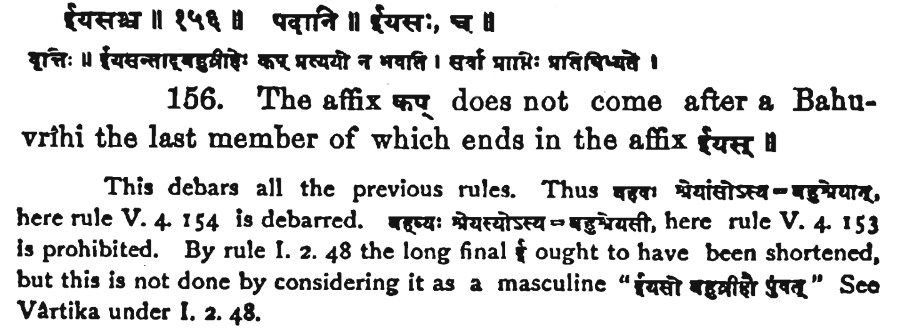 ईयसश्च ॥ १५६ ॥ पदानि ॥ ईयसः, च ॥
वृत्तिः ॥ ईयसन्ताद्बहुव्रीहेः कप् प्रत्ययो न भवति । सर्वा प्राप्तिः प्रतिषिध्यते ।
156. The affix कप् does not come after a Bahu-
vrîhi the last member of which ends in the affix ईयस् ॥
This debars all the previous rules. Thus बहवः श्रेयांसोऽस्य = बहुश्रेयान्,
here rule V. 4. 154 is debarred. बह्व्यः श्रेयस्योऽस्य = बहुश्रेयसी, here rule V. 4. 153
is prohibited. By rule I. 2. 48 the long final ई ought to have been shortened,
but this is not done by considering it as a masculine "ईयसो बहुव्रीहौ पुंवत्" See
Vârtika under I. 2. 48.